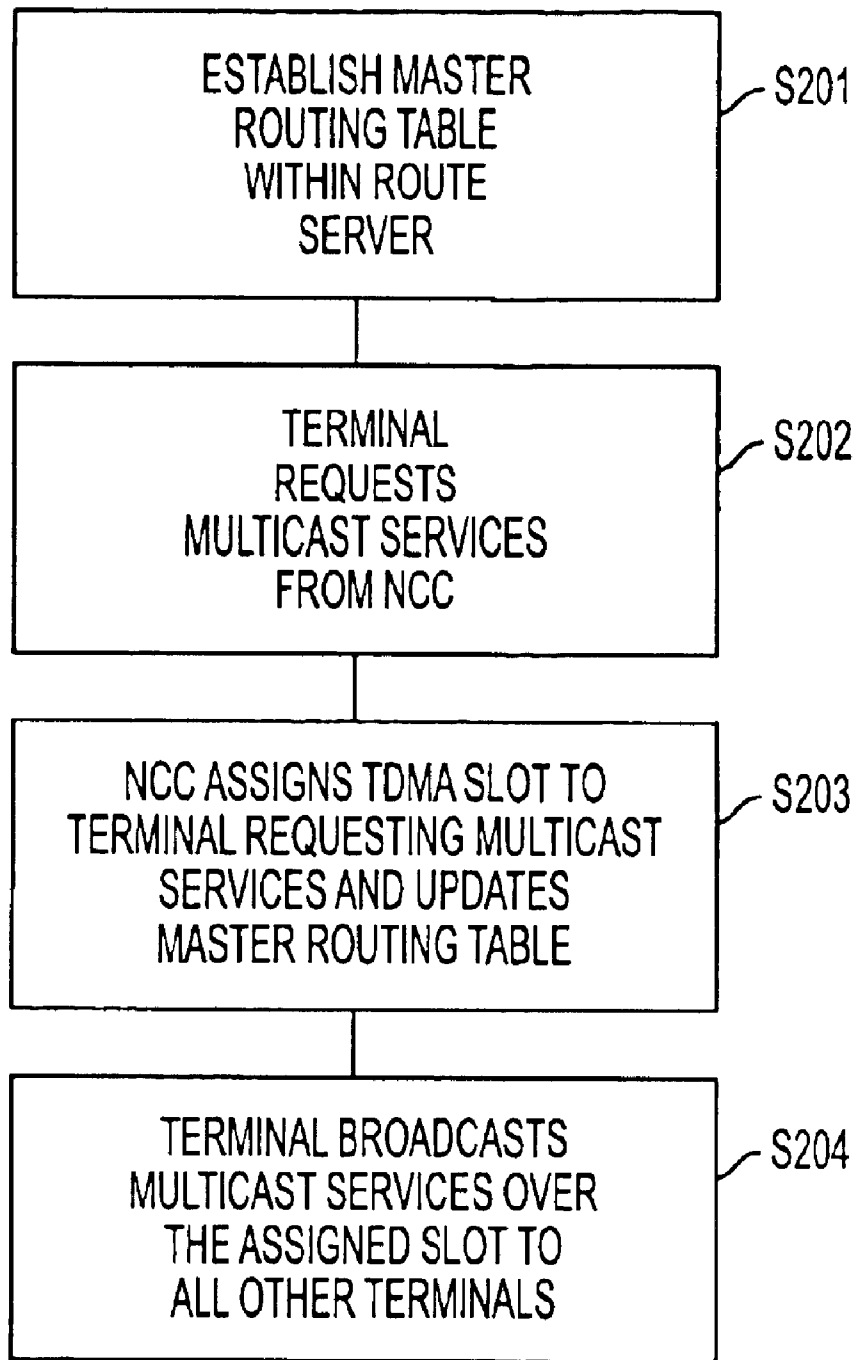 ESTABLISH MASTER
ROUTING TABLE
WITHIN ROUTE
SERVER
S201
TERMINAL
REQUESTS
MULTICAST SERVICES
FROM NCC
S202
NCC ASSIGNS TDMA SLOT TO
TERMINAL REQUESTING MULTICAST
SERVICES AND UPDATES
MASTER ROUTING TABLE
S203
TERMINAL BROADCASTS
MULTICAST SERVICES OVER
THE ASSIGNED SLOT TO
ALL OTHER TERMINALS
S204